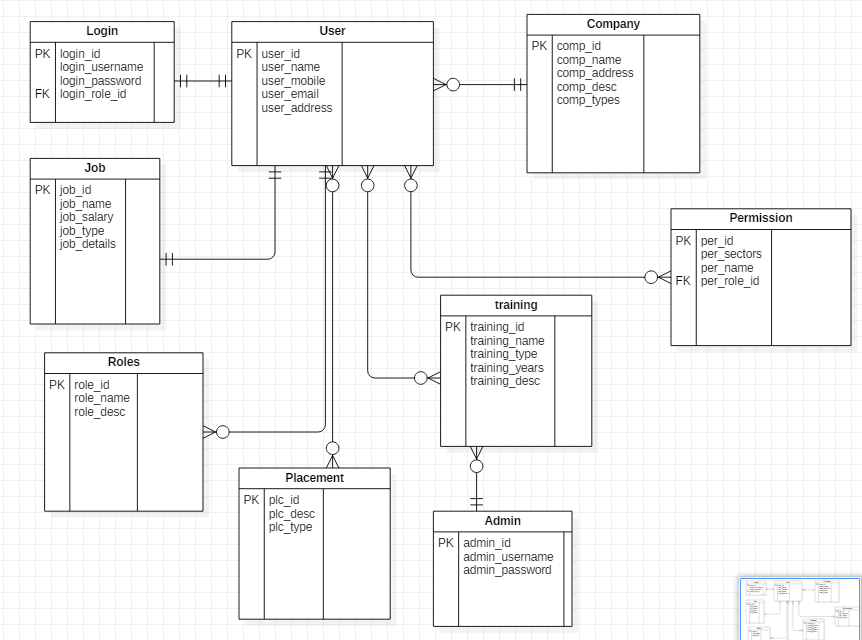 Login
PK login_id
login_username
login_password
FK login_role_id
User
PK user_id
user_name
user_mobile
user_email
user_address
Company
PK comp_id
comp_name
comp_address
comp_desc
comp_types
Job
PK job_id
job_name
job_salary
job_type
job_details
Permission
PK per_id
per_sectors
per_name
FK per_role_id
training
PK training_id
training_name
training_type
training_years
training_desc
Roles
PK role_id
role_name
role_desc
Placement
PK plc_id
plc_desc
plc_type
Admin
PK admin_id
admin_username
admin_password